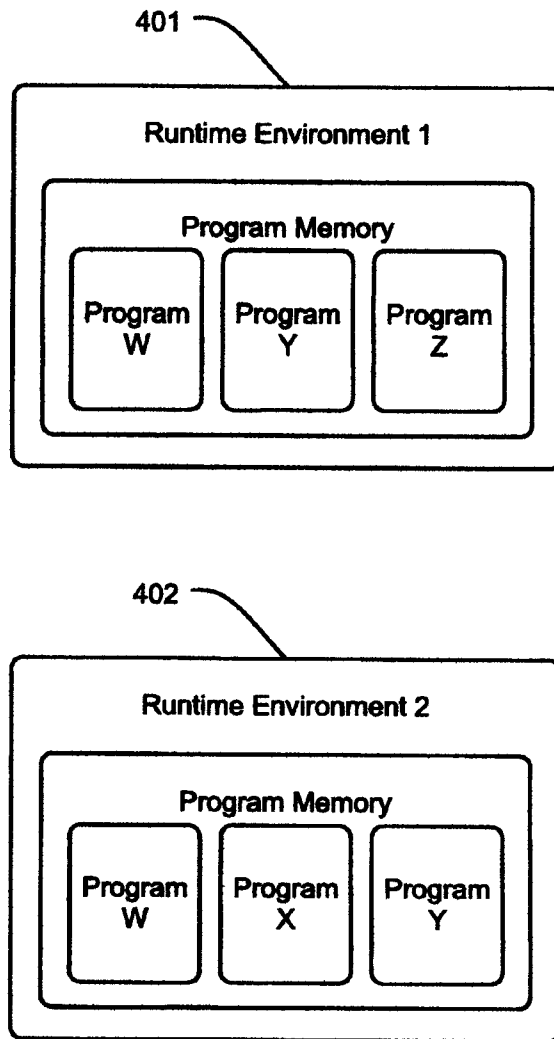 401
Runtime Environment 1
Program Memory
Program
W
Program
Y
Program
Z
402
Runtime Environment 2
Program Memory
Program
W
Program
X
Program
Y